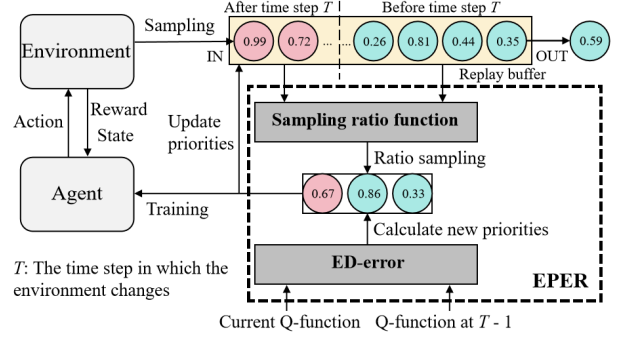 After time step T
Before time step T
Sampling
Environment
IN
0.99
0.72
...
...
0.26
0.81
0.44
0.35
OUT
0.59
Replay buffer
Action
Reward
State
Update
priorities
Sampling ratio function
Ratio sampling
Agent
Training
0.67
0.86
0.33
Calculate new priorities
ED-error
EPER
T: The time step in which the
environment changes
Current Q-function
Q-function at T - 1